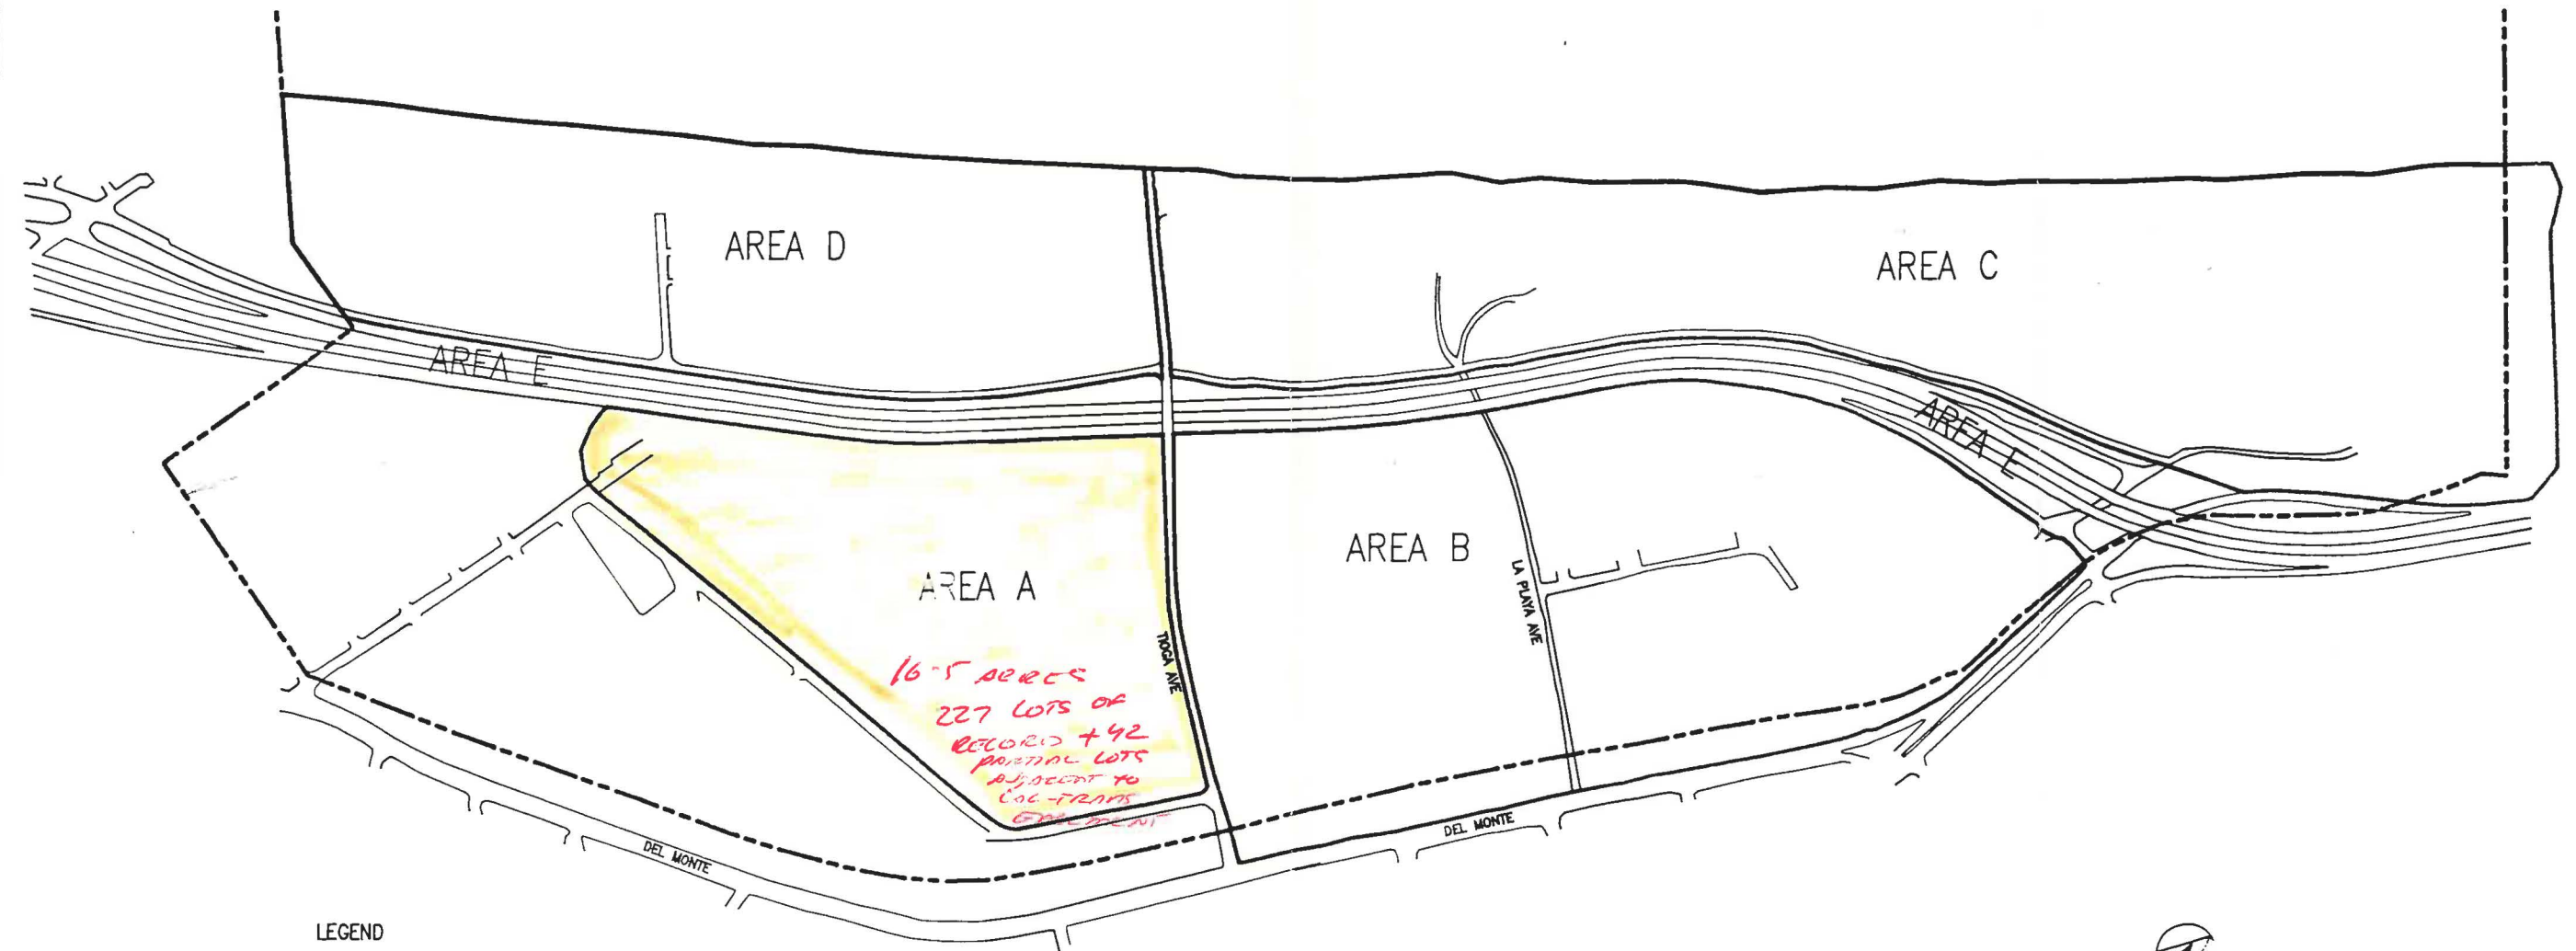 AREA D
AREA C
AREA E
AREA E
AREA B
AREA A
LA PLAYA AVE
TIOGA AVE
16-5 ACRES
227 LOTS OF
RECORD + 42
PARTIAL LOTS
ADJACENT TO
CAL-TRANS
DEL MONTE
DEL MONTE
LEGEND